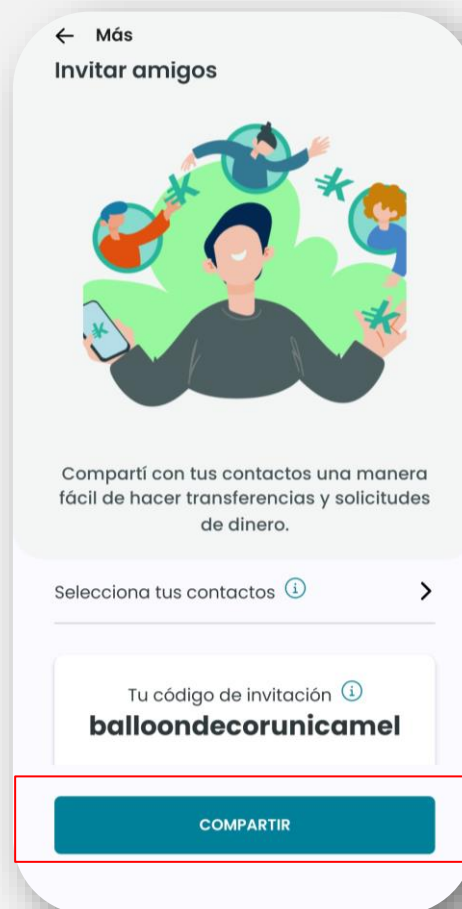 Más
Invitar amigos
Compartí con tus contactos una manera
fácil de hacer transferencias y solicitudes
de dinero.
Selecciona tus contactos
Tu código de invitación
balloondecorunicamel
COMPARTIR